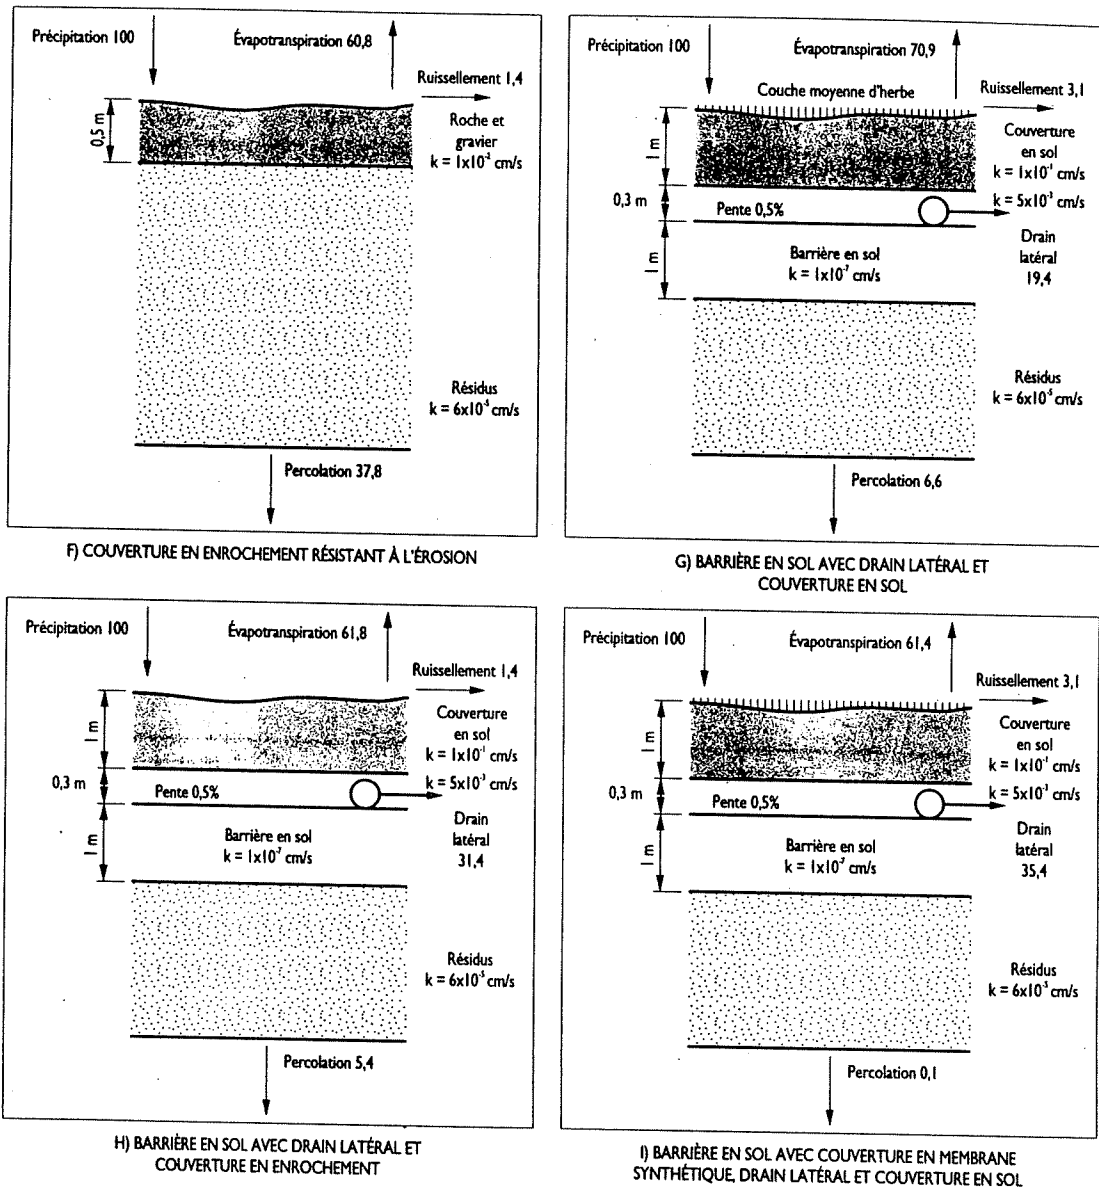 Précipitation 100
Évapotranspiration 60,8
Ruissellement 1,4
0,5 m
Roche et
gravier
k = 1x10⁻² cm/s
Résidus
k = 6x10⁻⁵ cm/s
Percolation 37,8
F) COUVERTURE EN ENROCHEMENT RÉSISTANT À L'ÉROSION
Précipitation 100
Évapotranspiration 70,9
Couche moyenne d'herbe
Ruissellement 3,1
1 m
Couverture
en sol
k = 1x10⁻¹ cm/s
0,3 m
Pente 0,5%
k = 5x10⁻³ cm/s
Drain
latéral
19,4
1 m
Barrière en sol
k = 1x10⁻⁷ cm/s
Résidus
k = 6x10⁻⁵ cm/s
Percolation 6,6
G) BARRIÈRE EN SOL AVEC DRAIN LATÉRAL ET
COUVERTURE EN SOL
Précipitation 100
Évapotranspiration 61,8
Ruissellement 1,4
1 m
Couverture
en sol
k = 1x10⁻¹ cm/s
0,3 m
Pente 0,5%
k = 5x10⁻³ cm/s
Drain
latéral
31,4
1 m
Barrière en sol
k = 1x10⁻⁷ cm/s
Résidus
k = 6x10⁻⁵ cm/s
Percolation 5,4
H) BARRIÈRE EN SOL AVEC DRAIN LATÉRAL ET
COUVERTURE EN ENROCHEMENT
Précipitation 100
Évapotranspiration 61,4
Ruissellement 3,1
1 m
Couverture
en sol
k = 1x10⁻¹ cm/s
0,3 m
Pente 0,5%
k = 5x10⁻³ cm/s
Drain
latéral
35,4
1 m
Barrière en sol
k = 1x10⁻⁷ cm/s
Résidus
k = 6x10⁻⁵ cm/s
Percolation 0,1
I) BARRIÈRE EN SOL AVEC COUVERTURE EN MEMBRANE
SYNTHÉTIQUE, DRAIN LATÉRAL ET COUVERTURE EN SOL